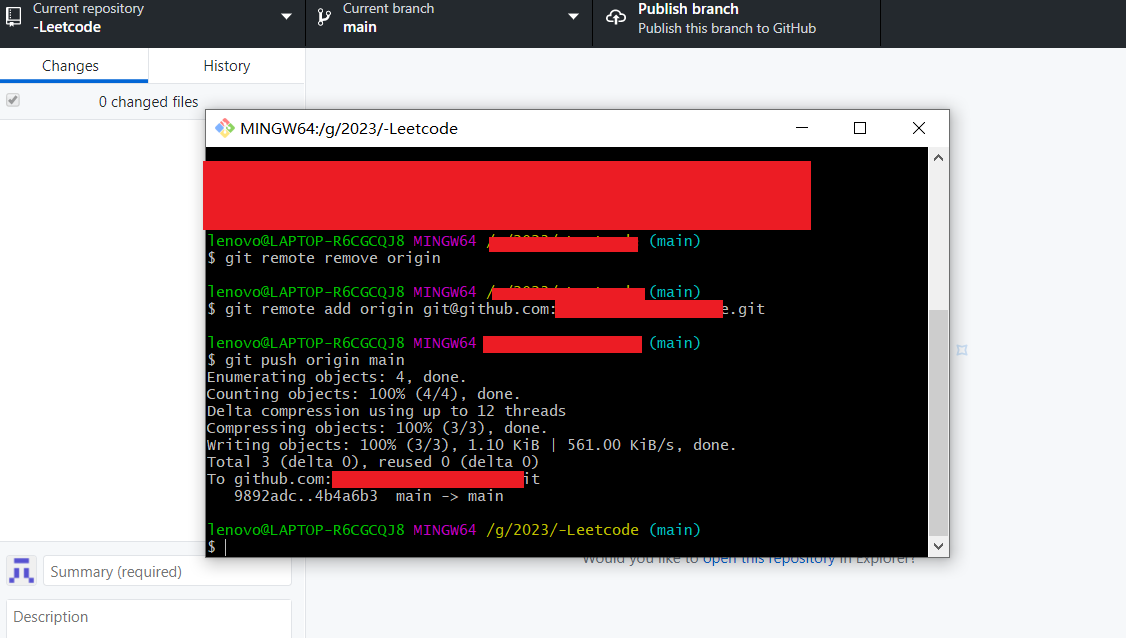 Current repository
-Leetcode
Current branch
main
Publish branch
Publish this branch to GitHub
Changes
History
0 changed files
MINGW64:/g/2023/-Leetcode
lenovo@LAPTOP-R6CGCQJ8 MINGW64 (main)
$ git remote remove origin
lenovo@LAPTOP-R6CGCQJ8 MINGW64 (main)
$ git remote add origin git@github.com: e.git
lenovo@LAPTOP-R6CGCQJ8 MINGW64 (main)
$ git push origin main
Enumerating objects: 4, done.
Counting objects: 100% (4/4), done.
Delta compression using up to 12 threads
Compressing objects: 100% (3/3), done.
Writing objects: 100% (3/3), 1.10 KiB | 561.00 KiB/s, done.
Total 3 (delta 0), reused 0 (delta 0)
To github.com: it
9892adc..4b4a6b3 main -> main
lenovo@LAPTOP-R6CGCQJ8 MINGW64 /g/2023/-Leetcode (main)
$
Would you like to open this repository in Explorer?
Summary (required)
Description